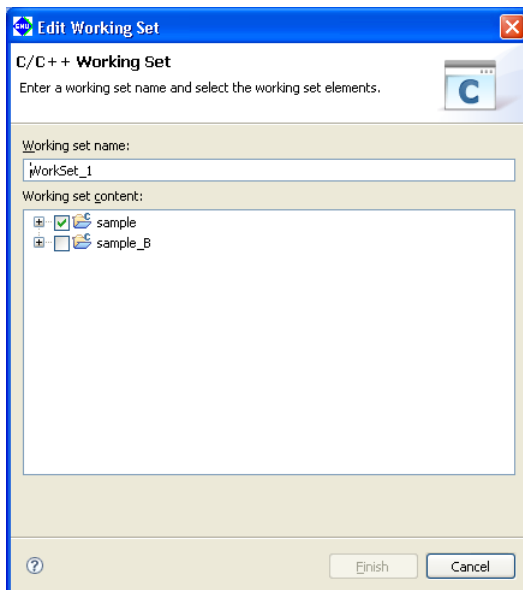 EMU Edit Working Set
C/C++ Working Set
Enter a working set name and select the working set elements.
C
Working set name:
WorkSet_1
Working set content:
C sample
C sample_B
?
Finish Cancel